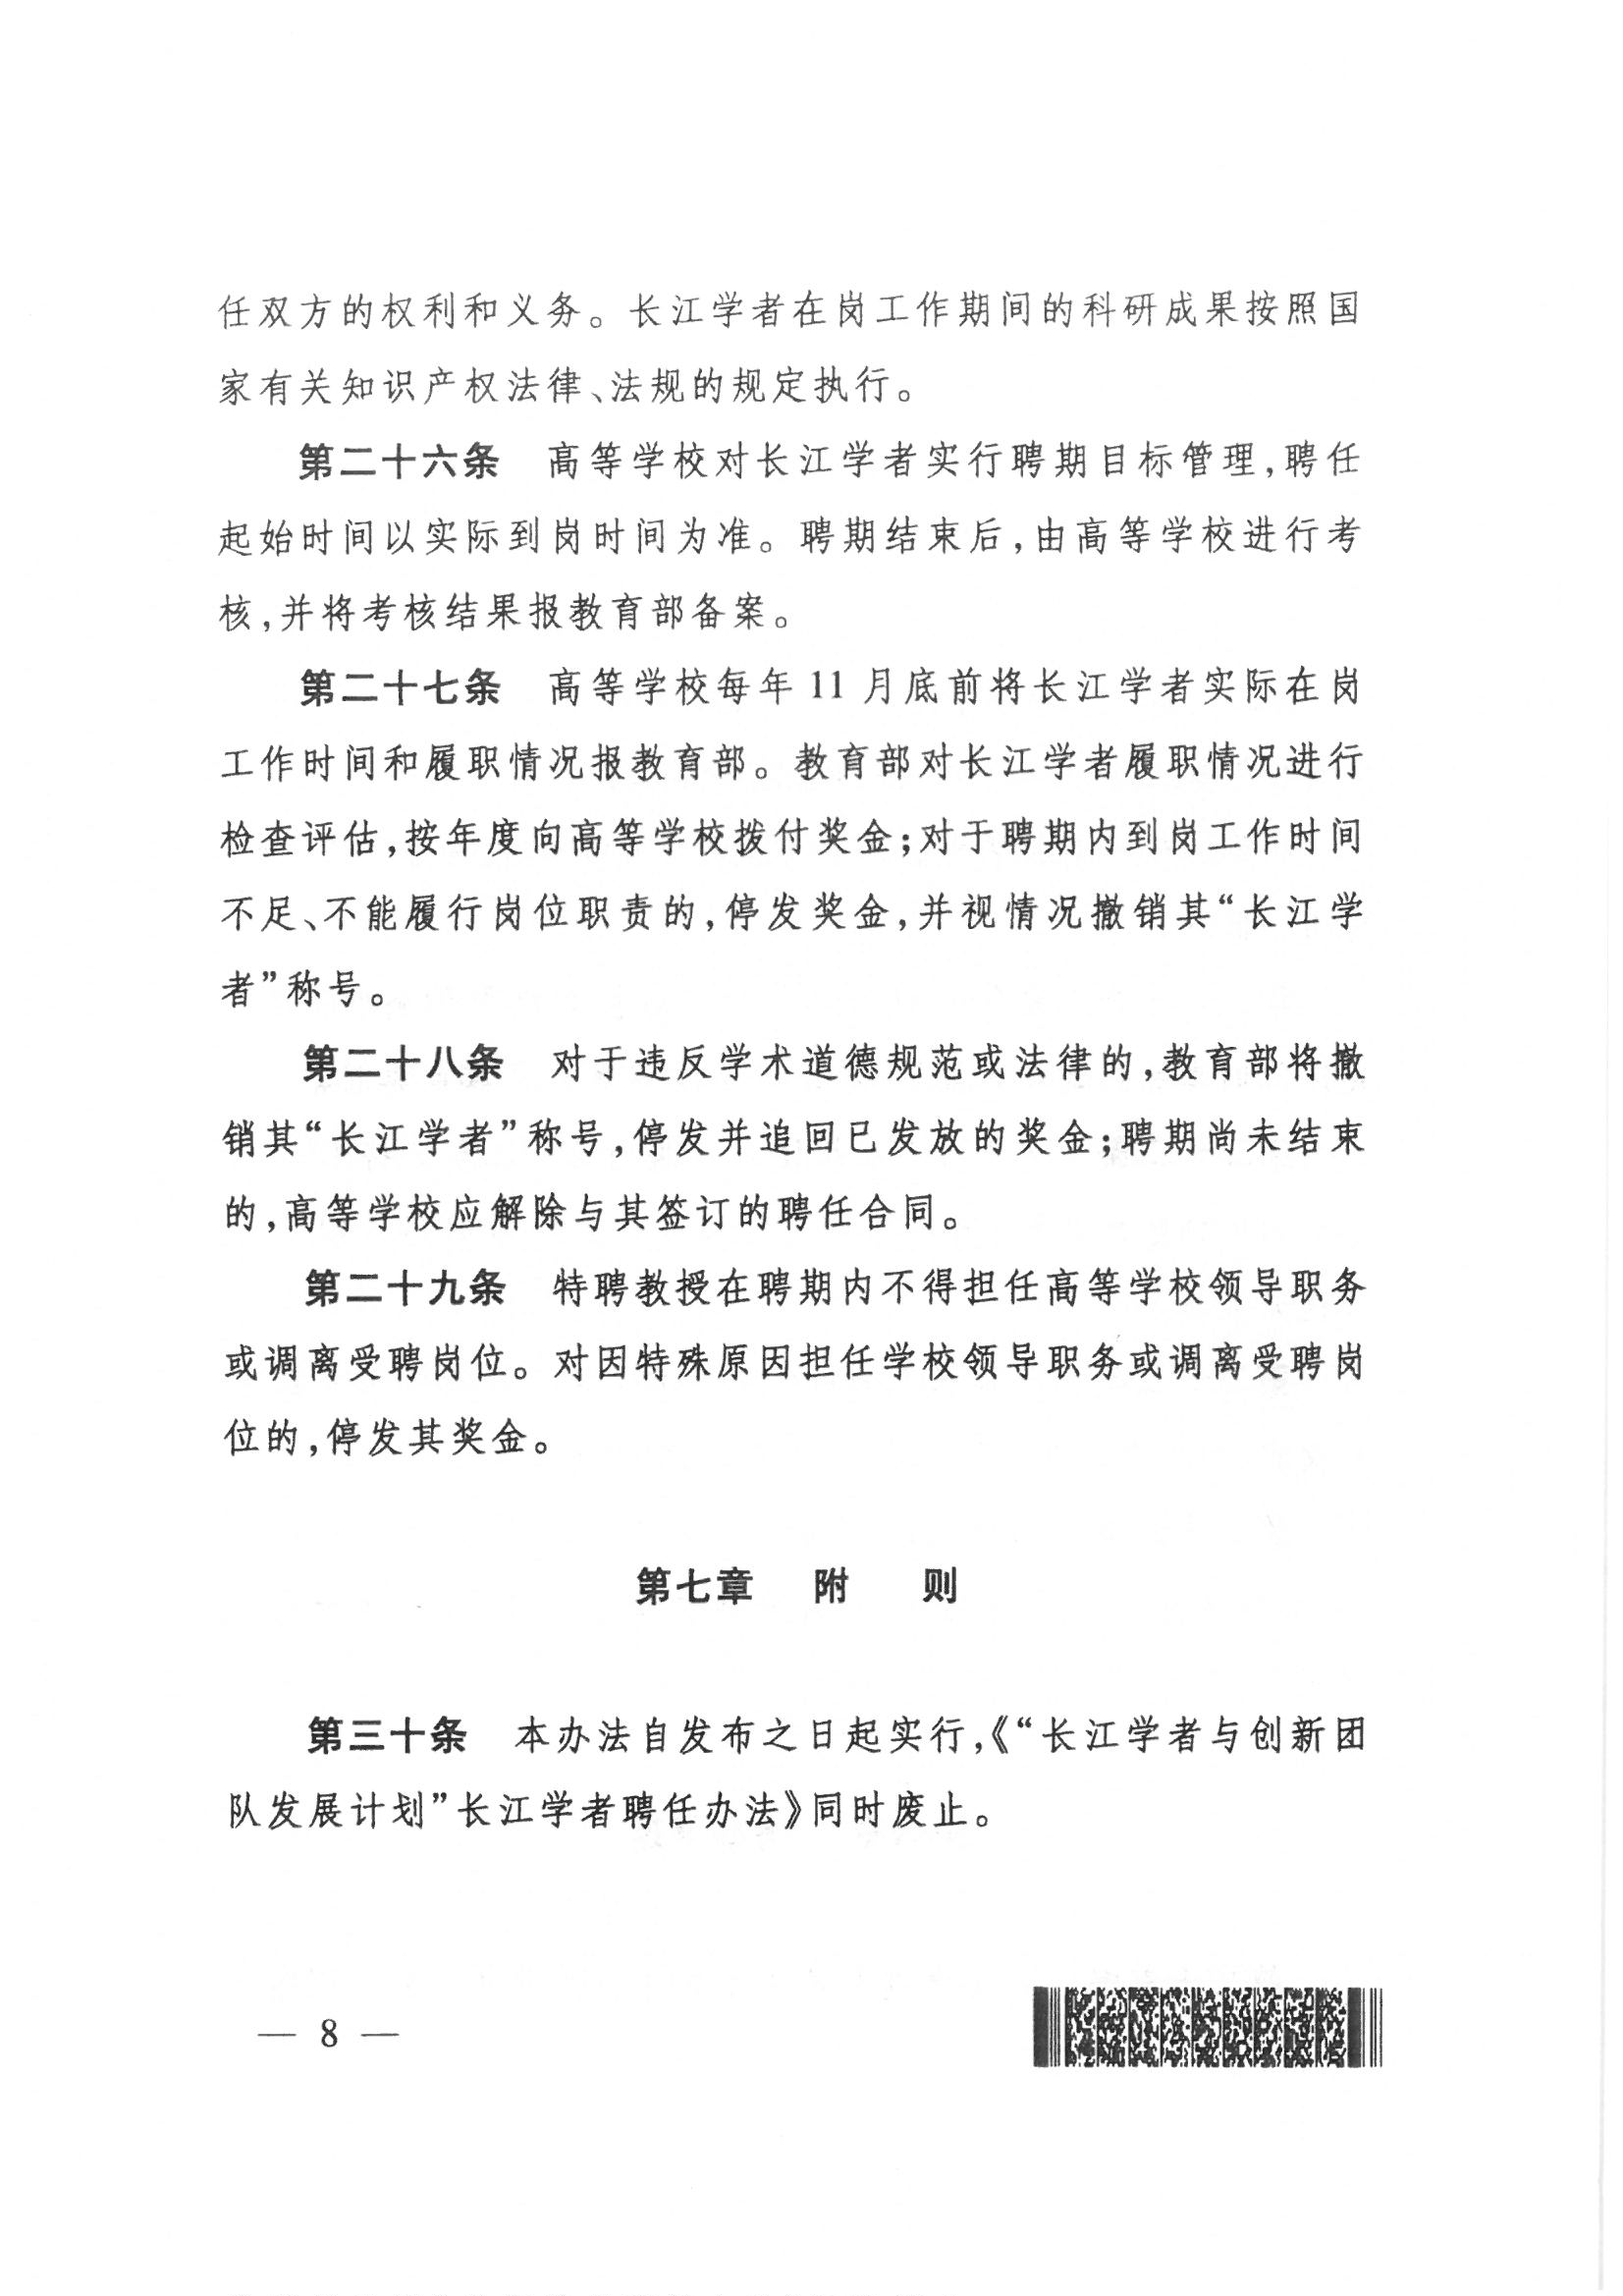 任双方的权利和义务。长江学者在岗工作期间的科研成果按照国
家有关知识产权法律、法规的规定执行。
第二十六条 高等学校对长江学者实行聘期目标管理,聘任
起始时间以实际到岗时间为准。聘期结束后,由高等学校进行考
核,并将考核结果报教育部备案。
第二十七条 高等学校每年11月底前将长江学者实际在岗
工作时间和履职情况报教育部。教育部对长江学者履职情况进行
检查评估,按年度向高等学校拨付奖金;对于聘期内到岗工作时间
不足、不能履行岗位职责的,停发奖金,并视情况撤销其“长江学
者”称号。
第二十八条 对于违反学术道德规范或法律的,教育部将撤
销其“长江学者”称号,停发并追回已发放的奖金;聘期尚未结束
的,高等学校应解除与其签订的聘任合同。
第二十九条 特聘教授在聘期内不得担任高等学校领导职务
或调离受聘岗位。对因特殊原因担任学校领导职务或调离受聘岗
位的,停发其奖金。
第七章 附 则
第三十条 本办法自发布之日起实行,《“长江学者与创新团
队发展计划”长江学者聘任办法》同时废止。
— 8 —